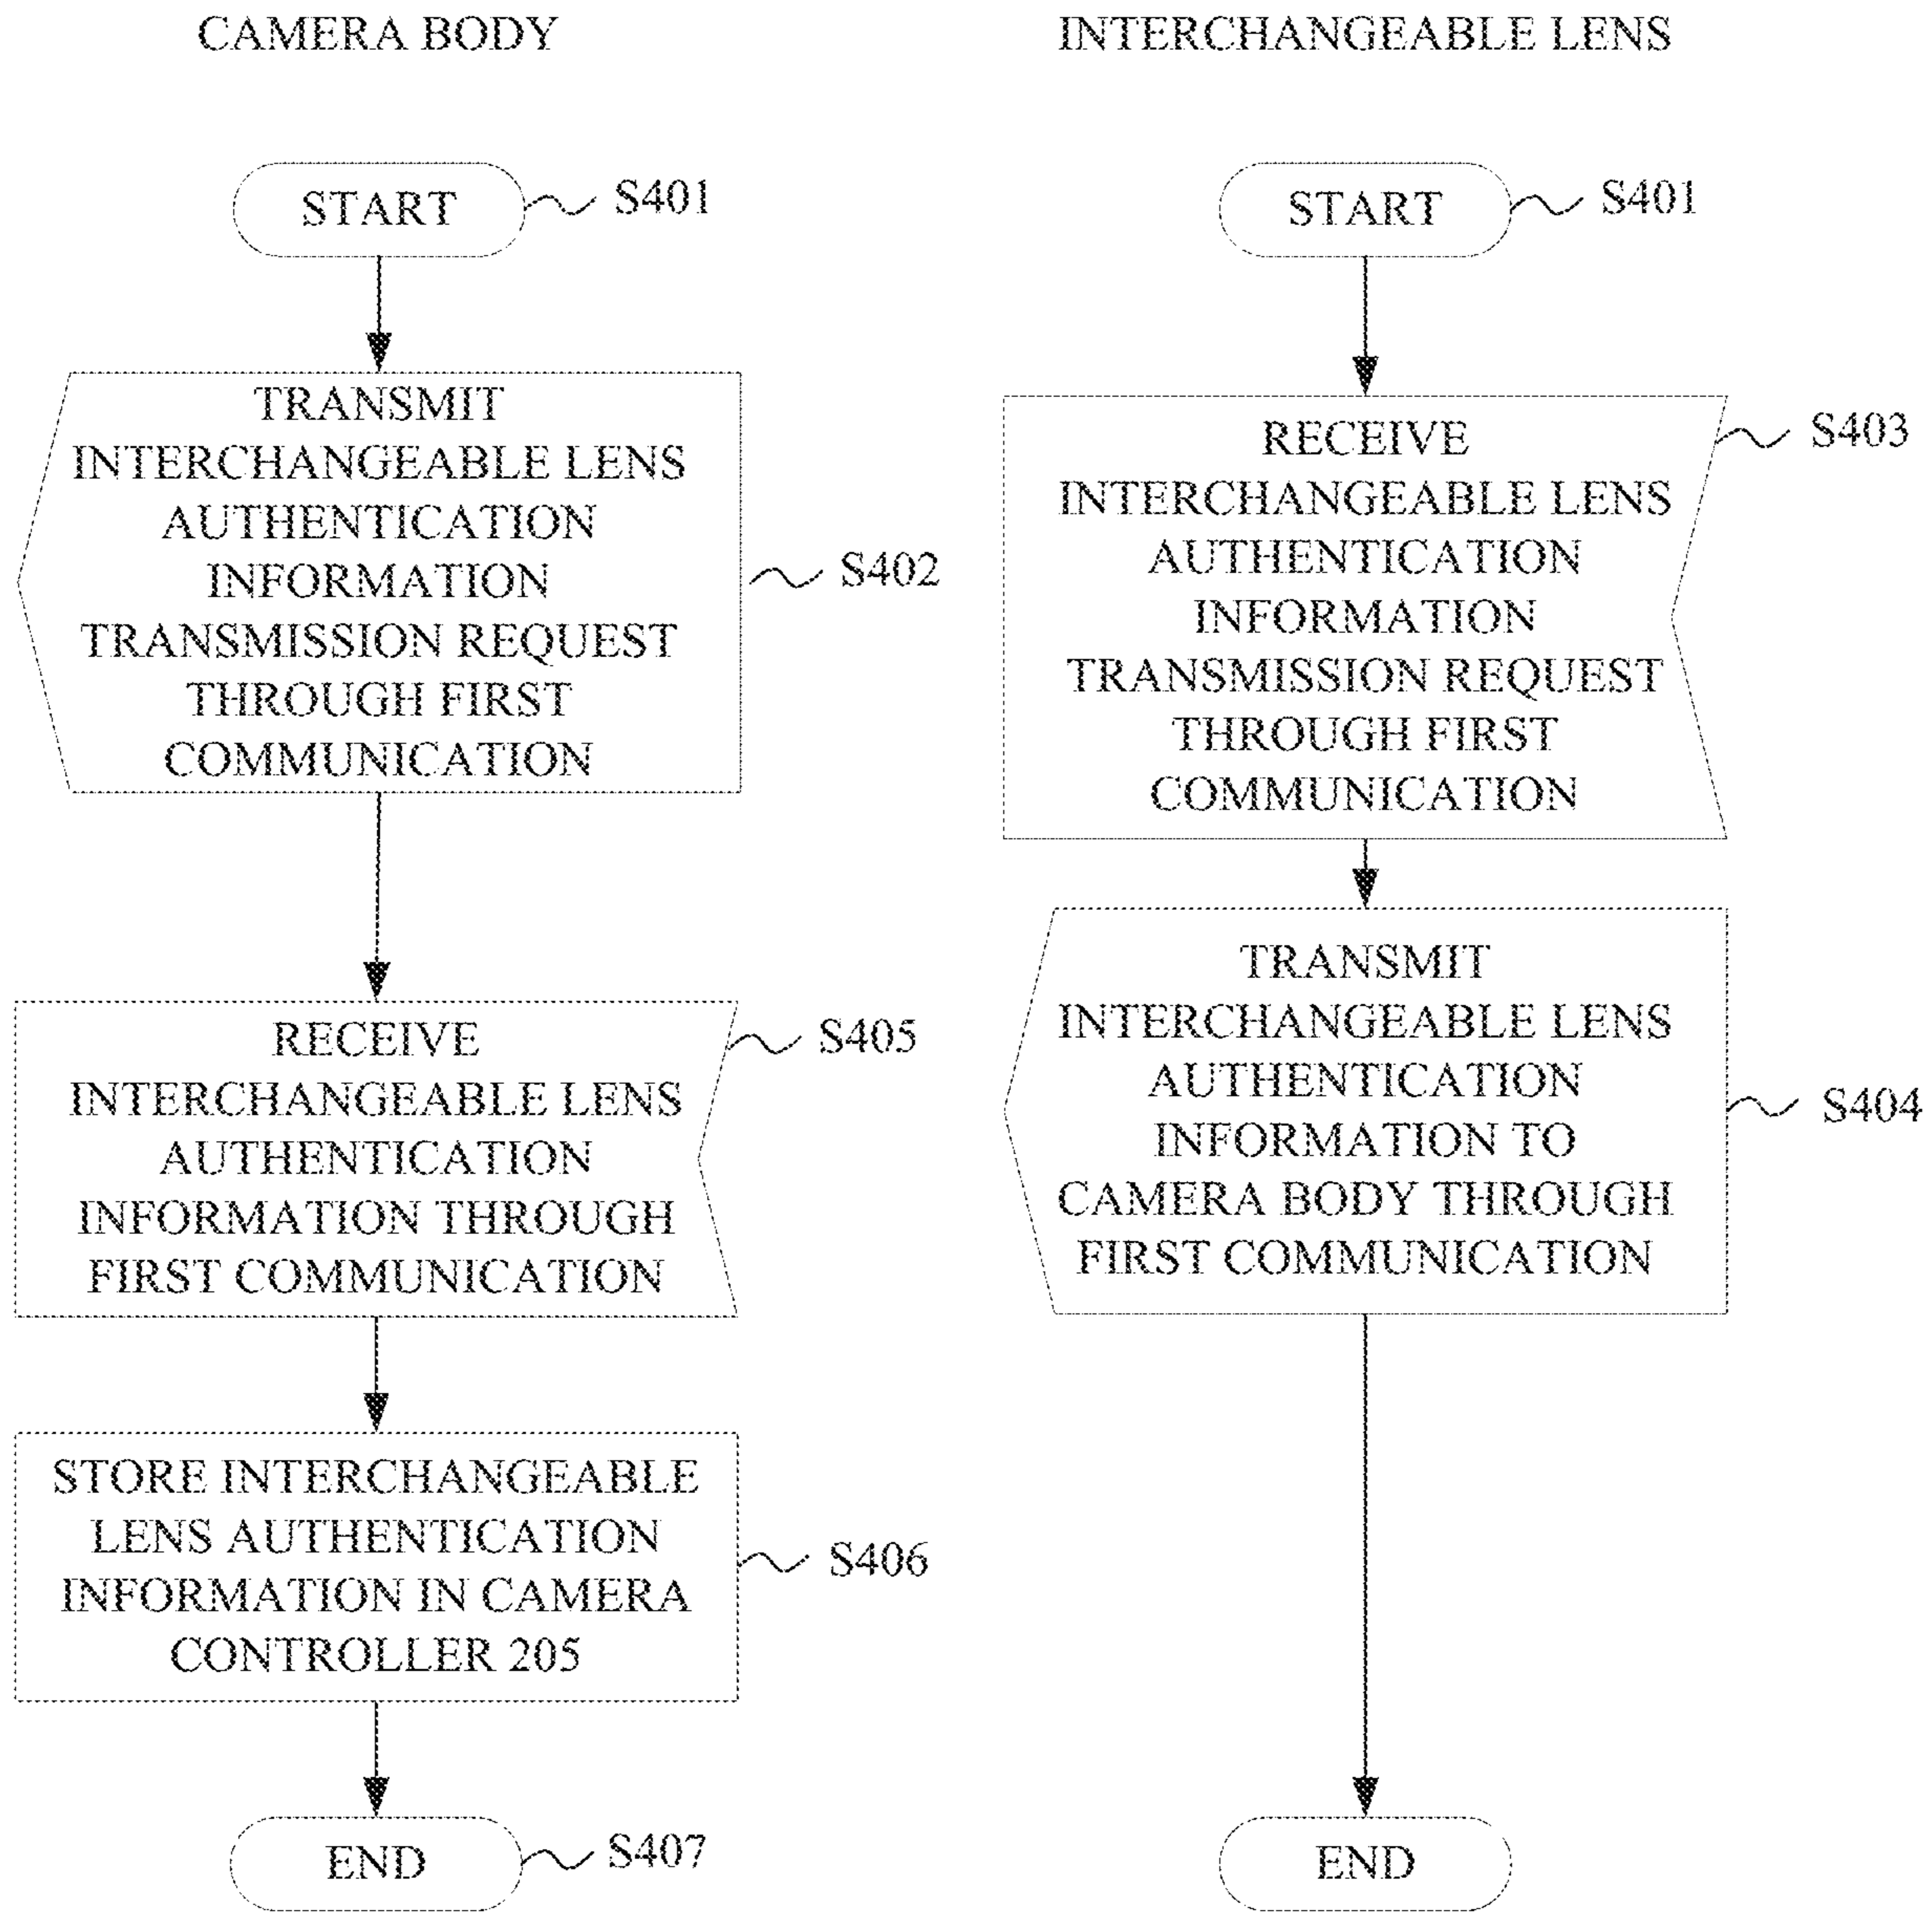 CAMERA BODY
START
S401
TRANSMIT
INTERCHANGEABLE LENS
AUTHENTICATION
INFORMATION
TRANSMISSION REQUEST
THROUGH FIRST
COMMUNICATION
S402
RECEIVE
INTERCHANGEABLE LENS
AUTHENTICATION
INFORMATION THROUGH
FIRST COMMUNICATION
S405
STORE INTERCHANGEABLE
LENS AUTHENTICATION
INFORMATION IN CAMERA
CONTROLLER 205
S406
END
S407
INTERCHANGEABLE LENS
START
S401
RECEIVE
INTERCHANGEABLE LENS
AUTHENTICATION
INFORMATION
TRANSMISSION REQUEST
THROUGH FIRST
COMMUNICATION
S403
TRANSMIT
INTERCHANGEABLE LENS
AUTHENTICATION
INFORMATION TO
CAMERA BODY THROUGH
FIRST COMMUNICATION
S404
END